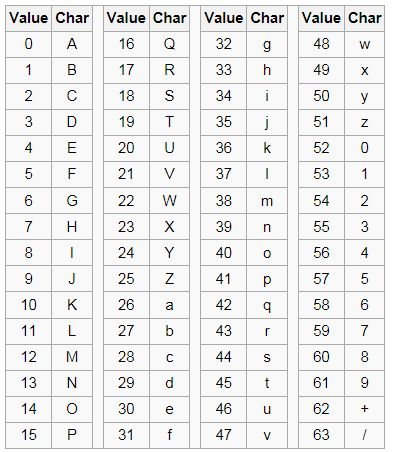 Value Char Value Char Value Char Value Char
0 A 16 Q 32 g 48 w
1 B 17 R 33 h 49 x
2 C 18 S 34 i 50 y
3 D 19 T 35 j 51 z
4 E 20 U 36 k 52 0
5 F 21 V 37 l 53 1
6 G 22 W 38 m 54 2
7 H 23 X 39 n 55 3
8 I 24 Y 40 o 56 4
9 J 25 Z 41 p 57 5
10 K 26 a 42 q 58 6
11 L 27 b 43 r 59 7
12 M 28 c 44 s 60 8
13 N 29 d 45 t 61 9
14 O 30 e 46 u 62 +
15 P 31 f 47 v 63 /